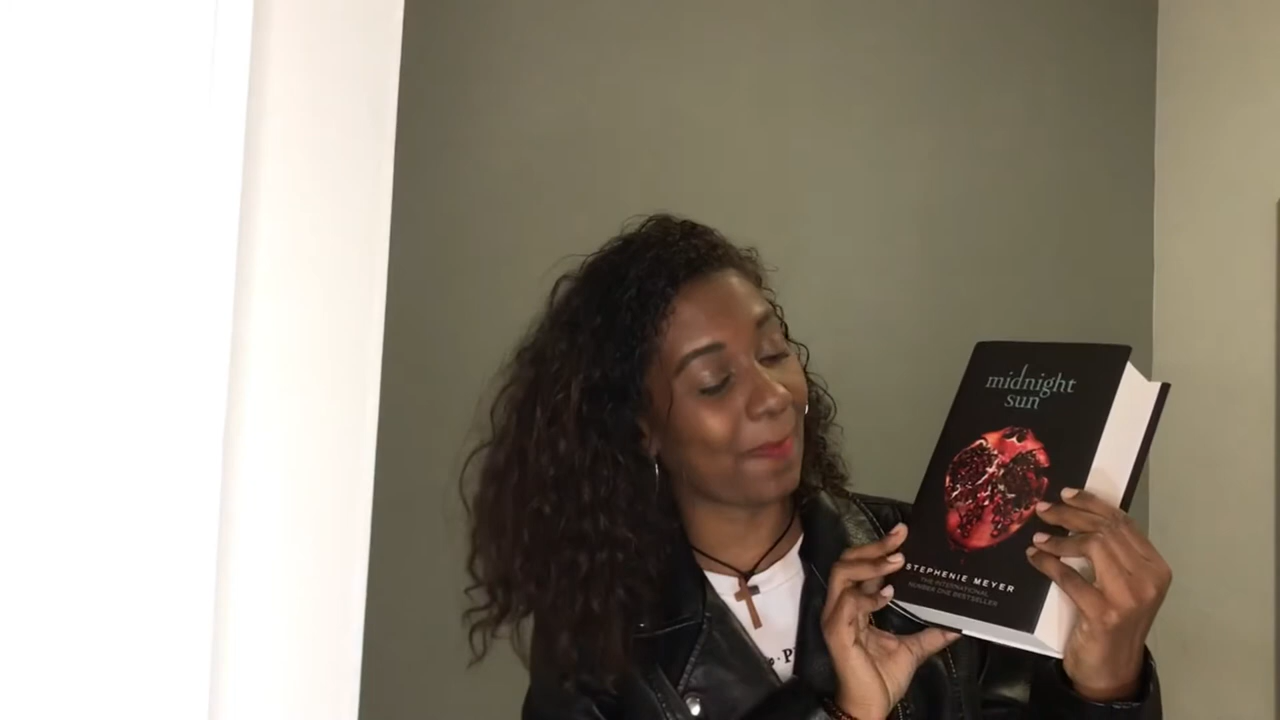 midnight
sun
STEPHENIE MEYER
THE INTERNATIONAL
NUMBER ONE BESTSELLER